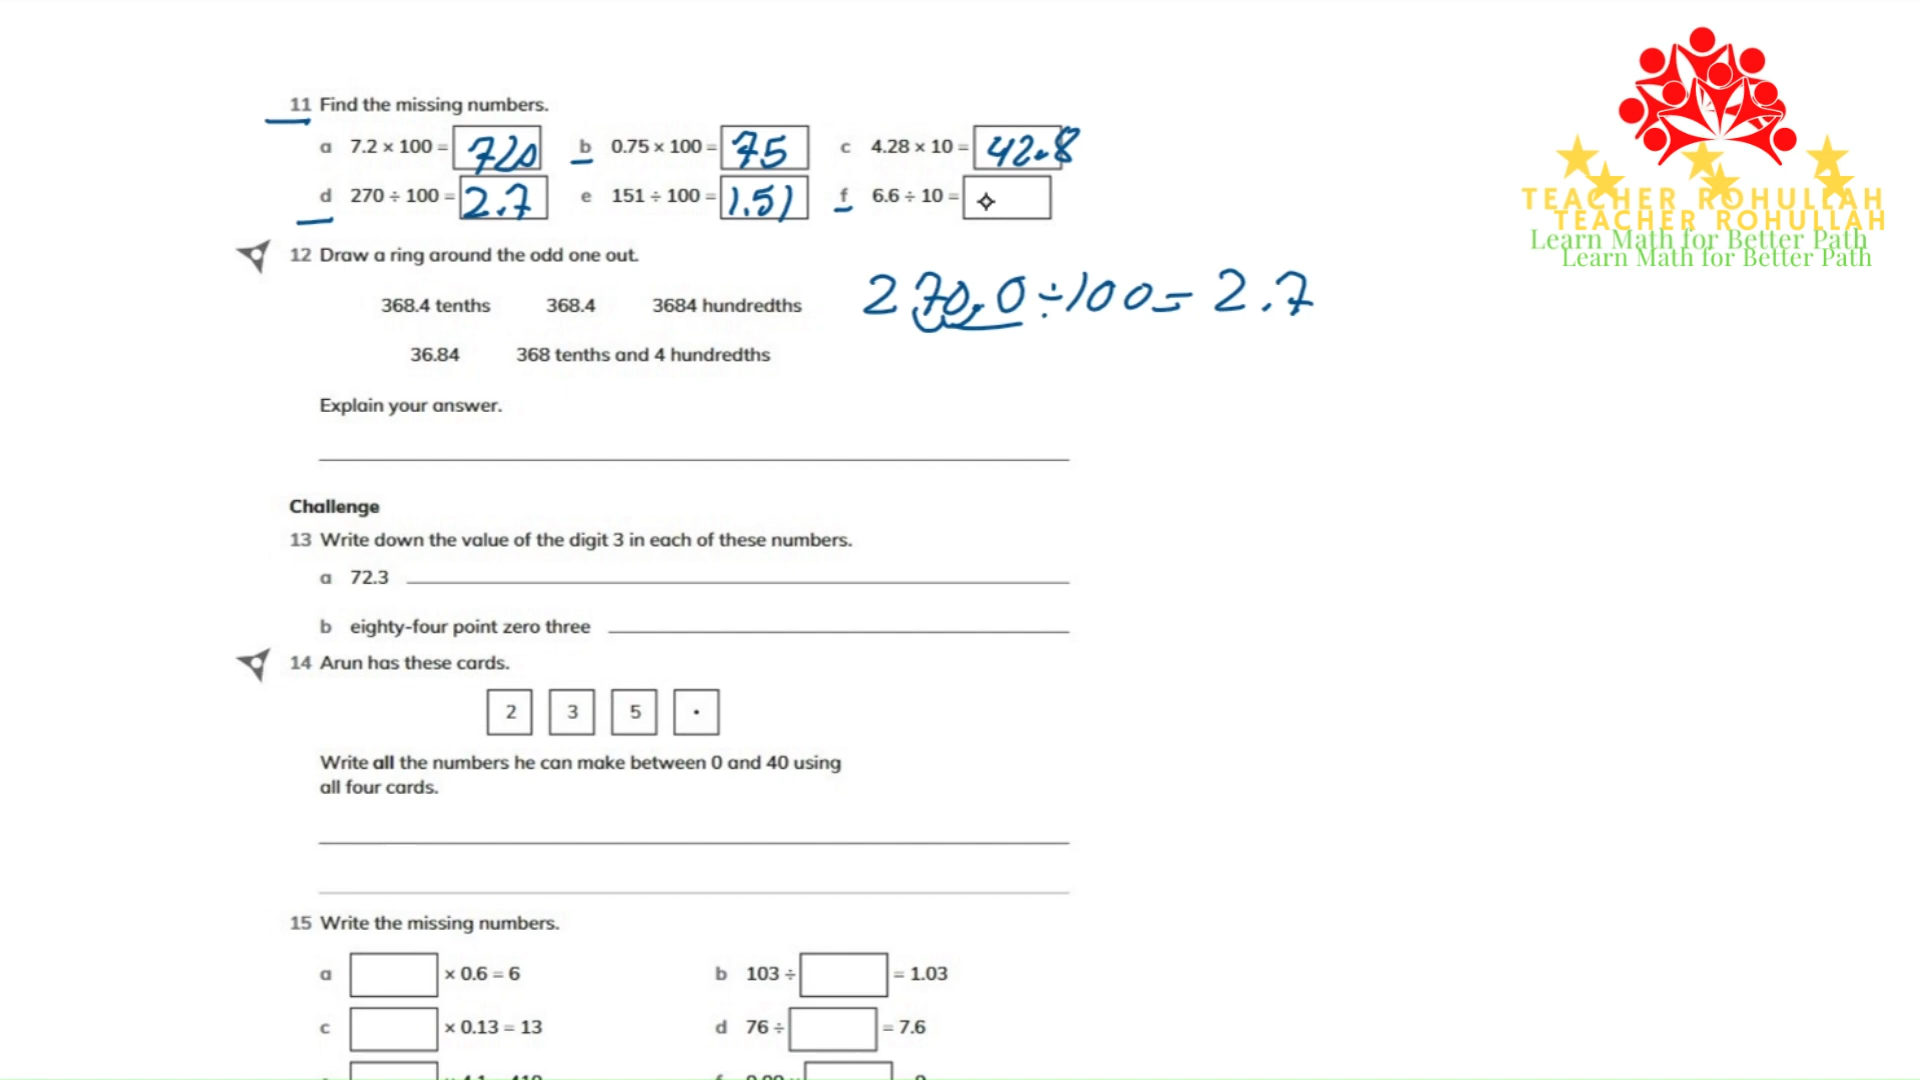 11 Find the missing numbers.
a 7.2 × 100 = 720 b 0.75 × 100 = 75 c 4.28 × 10 = 42.8
d 270 ÷ 100 = 2.7 e 151 ÷ 100 = 1.51 f 6.6 ÷ 10 =
12 Draw a ring around the odd one out.
368.4 tenths 368.4 3684 hundredths
270.0 ÷ 100 = 2.7
36.84 368 tenths and 4 hundredths
Explain your answer.
Challenge
13 Write down the value of the digit 3 in each of these numbers.
a 72.3
b eighty-four point zero three
14 Arun has these cards.
2 3 5 .
Write all the numbers he can make between 0 and 40 using
all four cards.
15 Write the missing numbers.
a × 0.6 = 6 b 103 ÷ = 1.03
c × 0.13 = 13 d 76 ÷ = 7.6
TEACHER ROHULLAH
TEACHER ROHULLAH
Learn Math for Better Path
Learn Math for Better Path